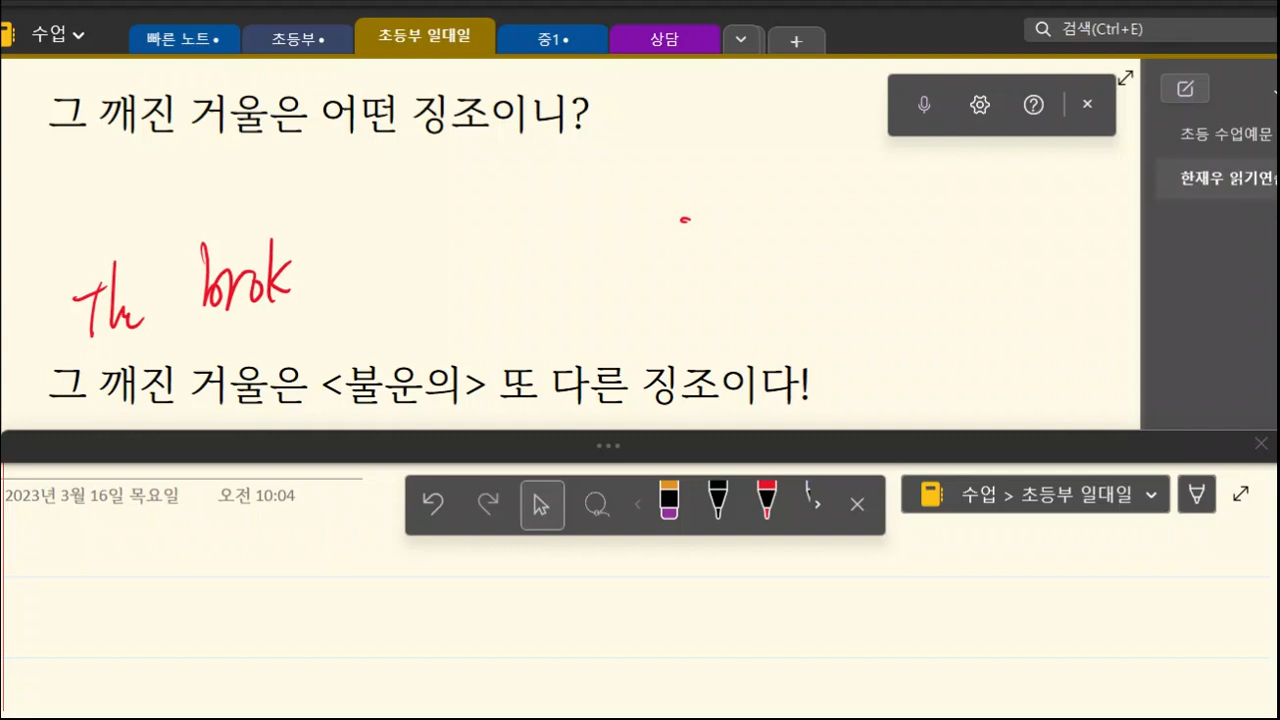 수업
빠른 노트•
초등부•
초등부 일대일
중1•
상담
검색(Ctrl+E)
그 깨진 거울은 어떤 징조이니?
초등 수업예문
한재우 읽기연
The brok
그 깨진 거울은 <불운의> 또 다른 징조이다!
2023년 3월 16일 목요일 오전 10:04
수업 > 초등부 일대일